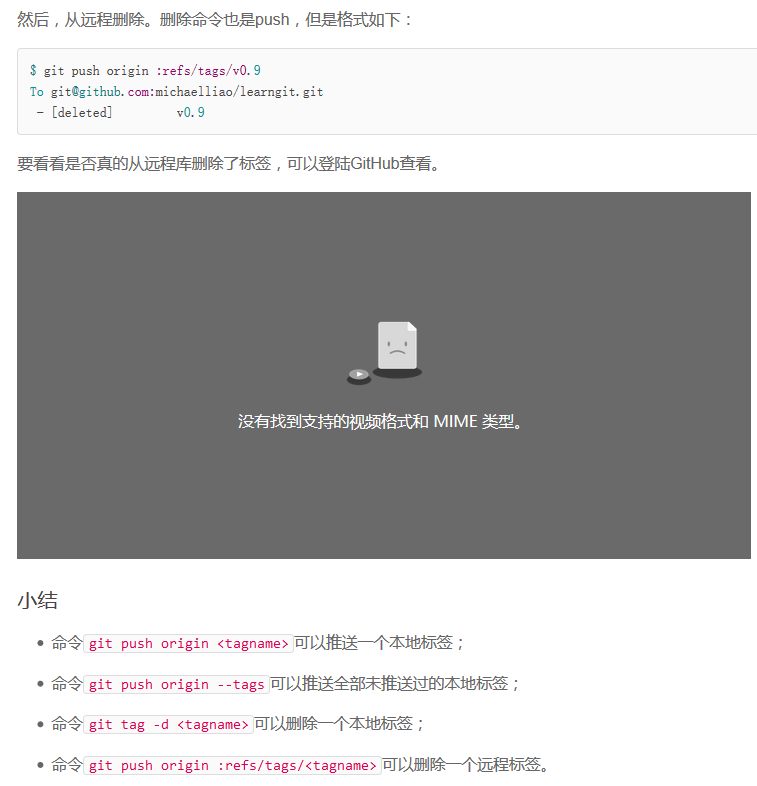 然后，从远程删除。删除命令也是push，但是格式如下：
$ git push origin :refs/tags/v0.9
To git@github.com:michaelliao/learngit.git
 - [deleted]         v0.9
要看看是否真的从远程库删除了标签，可以登陆GitHub查看。
没有找到支持的视频格式和 MIME 类型。
小结
• 命令git push origin <tagname>可以推送一个本地标签；
• 命令git push origin --tags可以推送全部未推送过的本地标签；
• 命令git tag -d <tagname>可以删除一个本地标签；
• 命令git push origin :refs/tags/<tagname>可以删除一个远程标签。